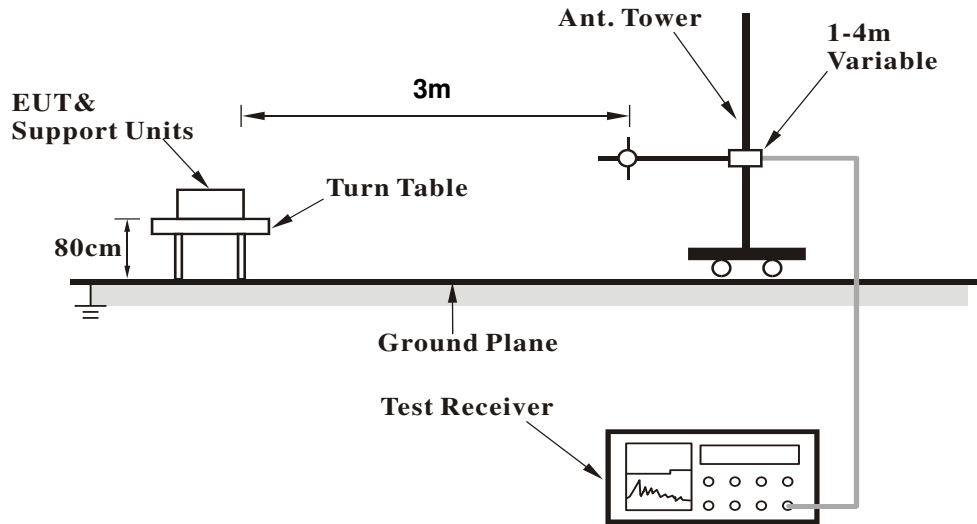 Ant. Tower
1-4m
Variable
3m
EUT&
Support Units
Turn Table
80cm
Ground Plane
Test Receiver